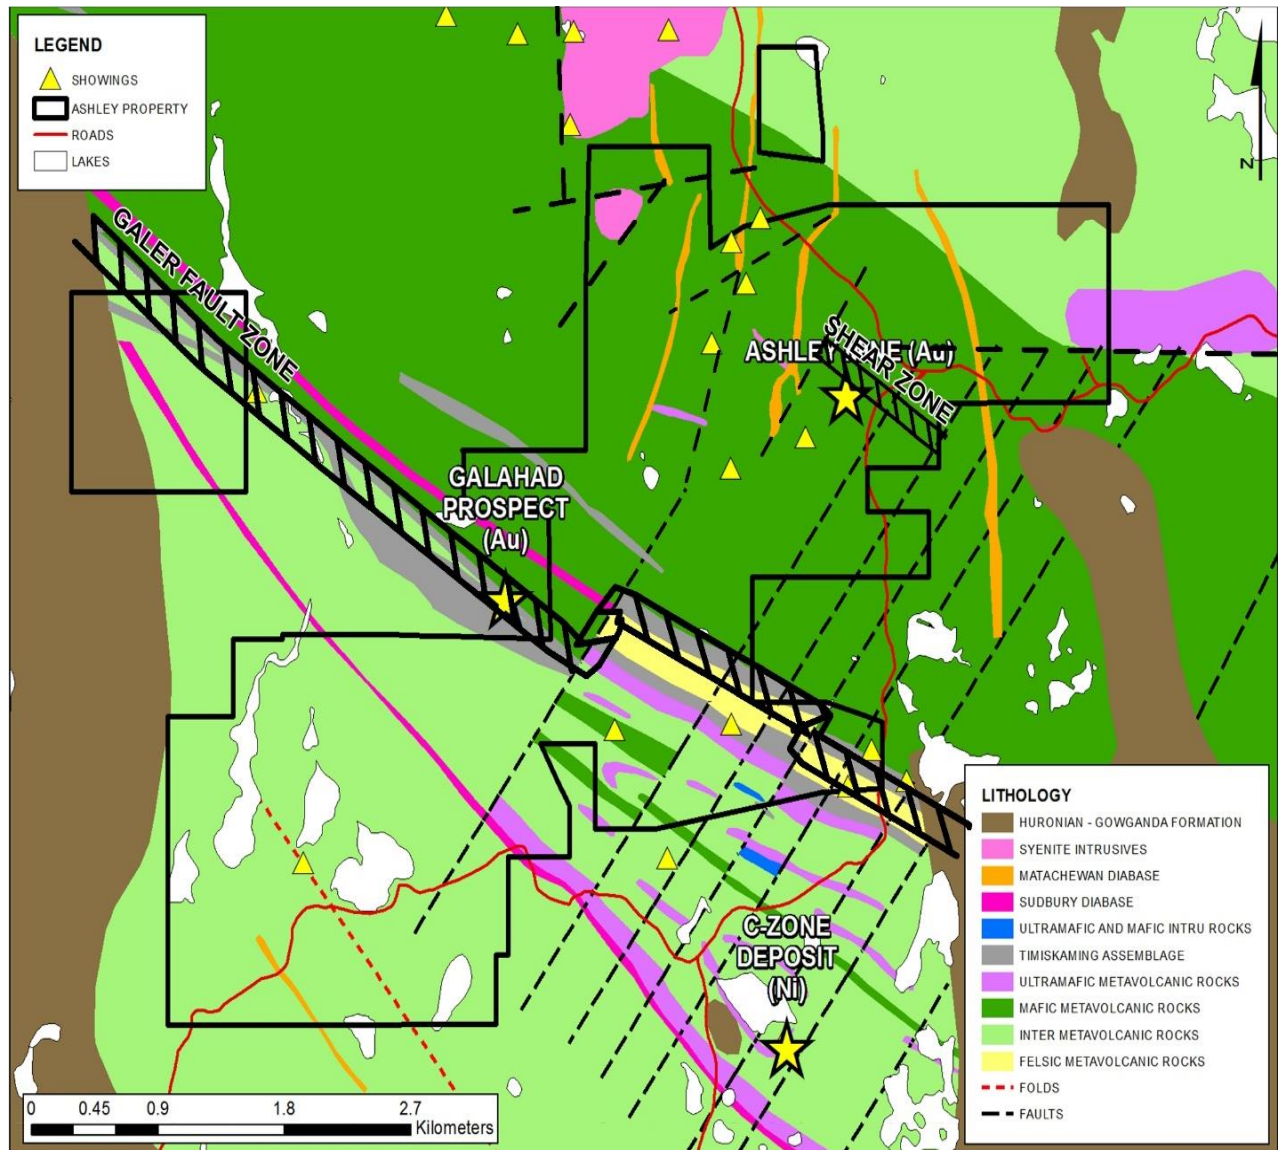 LEGEND
SHOWINGS
ASHLEY PROPERTY
ROADS
LAKES
N
GALER FAULT ZONE
SHEAR ZONE
ASHLEY MINE (Au)
GALAHAD
PROSPECT
(Au)
C-ZONE
DEPOSIT
(Ni)
LITHOLOGY
HURONIAN - GOWGANDA FORMATION
SYENITE INTRUSIVES
MATACHEWAN DIABASE
SUDBURY DIABASE
ULTRAMAFIC AND MAFIC INTRU ROCKS
TIMISKAMING ASSEMBLAGE
ULTRAMAFIC METAVOLCANIC ROCKS
MAFIC METAVOLCANIC ROCKS
INTER METAVOLCANIC ROCKS
FELSIC METAVOLCANIC ROCKS
FOLDS
FAULTS
0 0.45 0.9 1.8 2.7
Kilometers